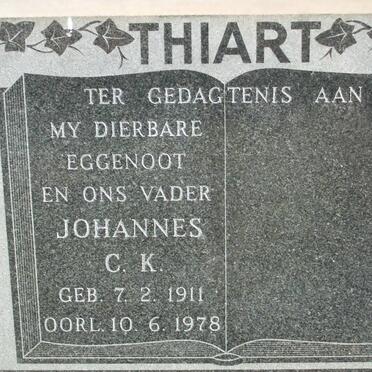 THIART
TER GEDAGTENIS AAN
MY DIERBARE
EGGENOOT
EN ONS VADER
JOHANNES
C. K.
GEB. 7. 2. 1911
OORL. 10. 6. 1978